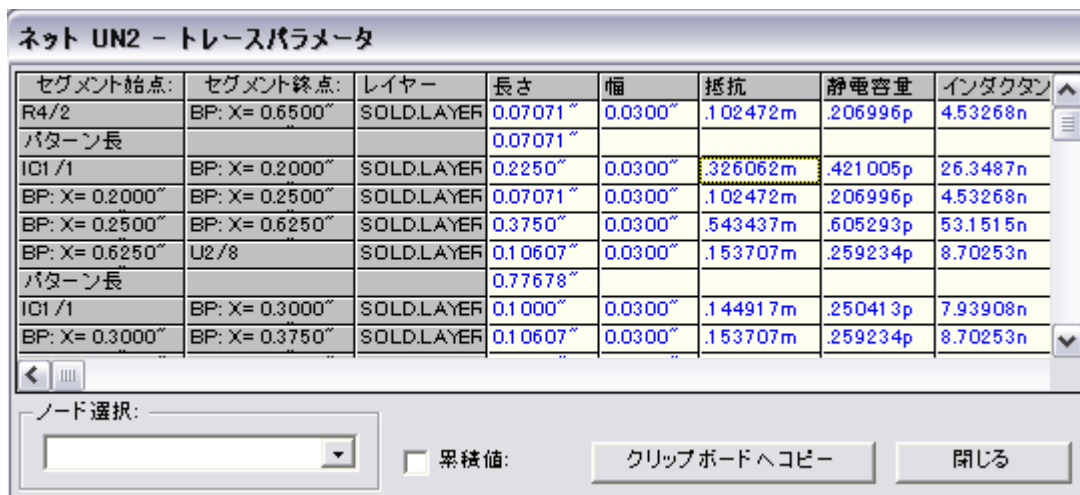 ネット UN2 - トレースパラメータ
セグメント始点: セグメント終点: レイヤー 長さ 幅 抵抗 静電容量 インダクタン
R4/2 BP: X= 0.6500" SOLD.LAYER 0.07071" 0.0300" .102472m .206996p 4.53268n
パターン長 0.07071"
IC1/1 BP: X= 0.2000" SOLD.LAYER 0.2250" 0.0300" .326062m .421005p 26.3487n
BP: X= 0.2000" BP: X= 0.2500" SOLD.LAYER 0.07071" 0.0300" .102472m .206996p 4.53268n
BP: X= 0.2500" BP: X= 0.6250" SOLD.LAYER 0.3750" 0.0300" .543437m .605293p 53.1515n
BP: X= 0.6250" U2/8 SOLD.LAYER 0.10607" 0.0300" .153707m .259234p 8.70253n
パターン長 0.77678"
IC1/1 BP: X= 0.3000" SOLD.LAYER 0.1000" 0.0300" .144917m .250413p 7.93908n
BP: X= 0.3000" BP: X= 0.3750" SOLD.LAYER 0.10607" 0.0300" .153707m .259234p 8.70253n
ノード選択:
累積値:
クリップボードへコピー
閉じる